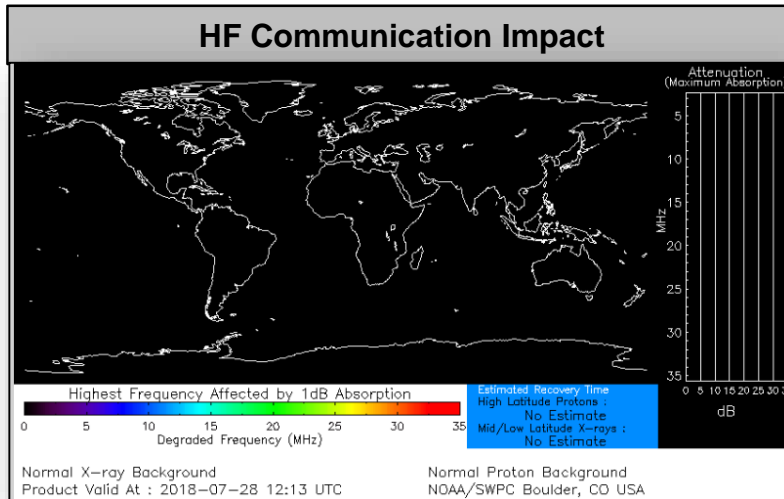 HF Communication Impact
Attenuation
(Maximum Absorption)
5
10
15
20
25
30
35
MHz
0 5 10 15 20 25 30
dB
Highest Frequency Affected by 1dB Absorption
0 5 10 15 20 25 30 35
Degraded Frequency (MHz)
Estimated Recovery Time
High Latitude Protons :
No Estimate
Mid/Low Latitude X-rays :
No Estimate
Normal X-ray Background
Normal Proton Background
Product Valid At : 2018-07-28 12:13 UTC
NOAA/SWPC Boulder, CO USA